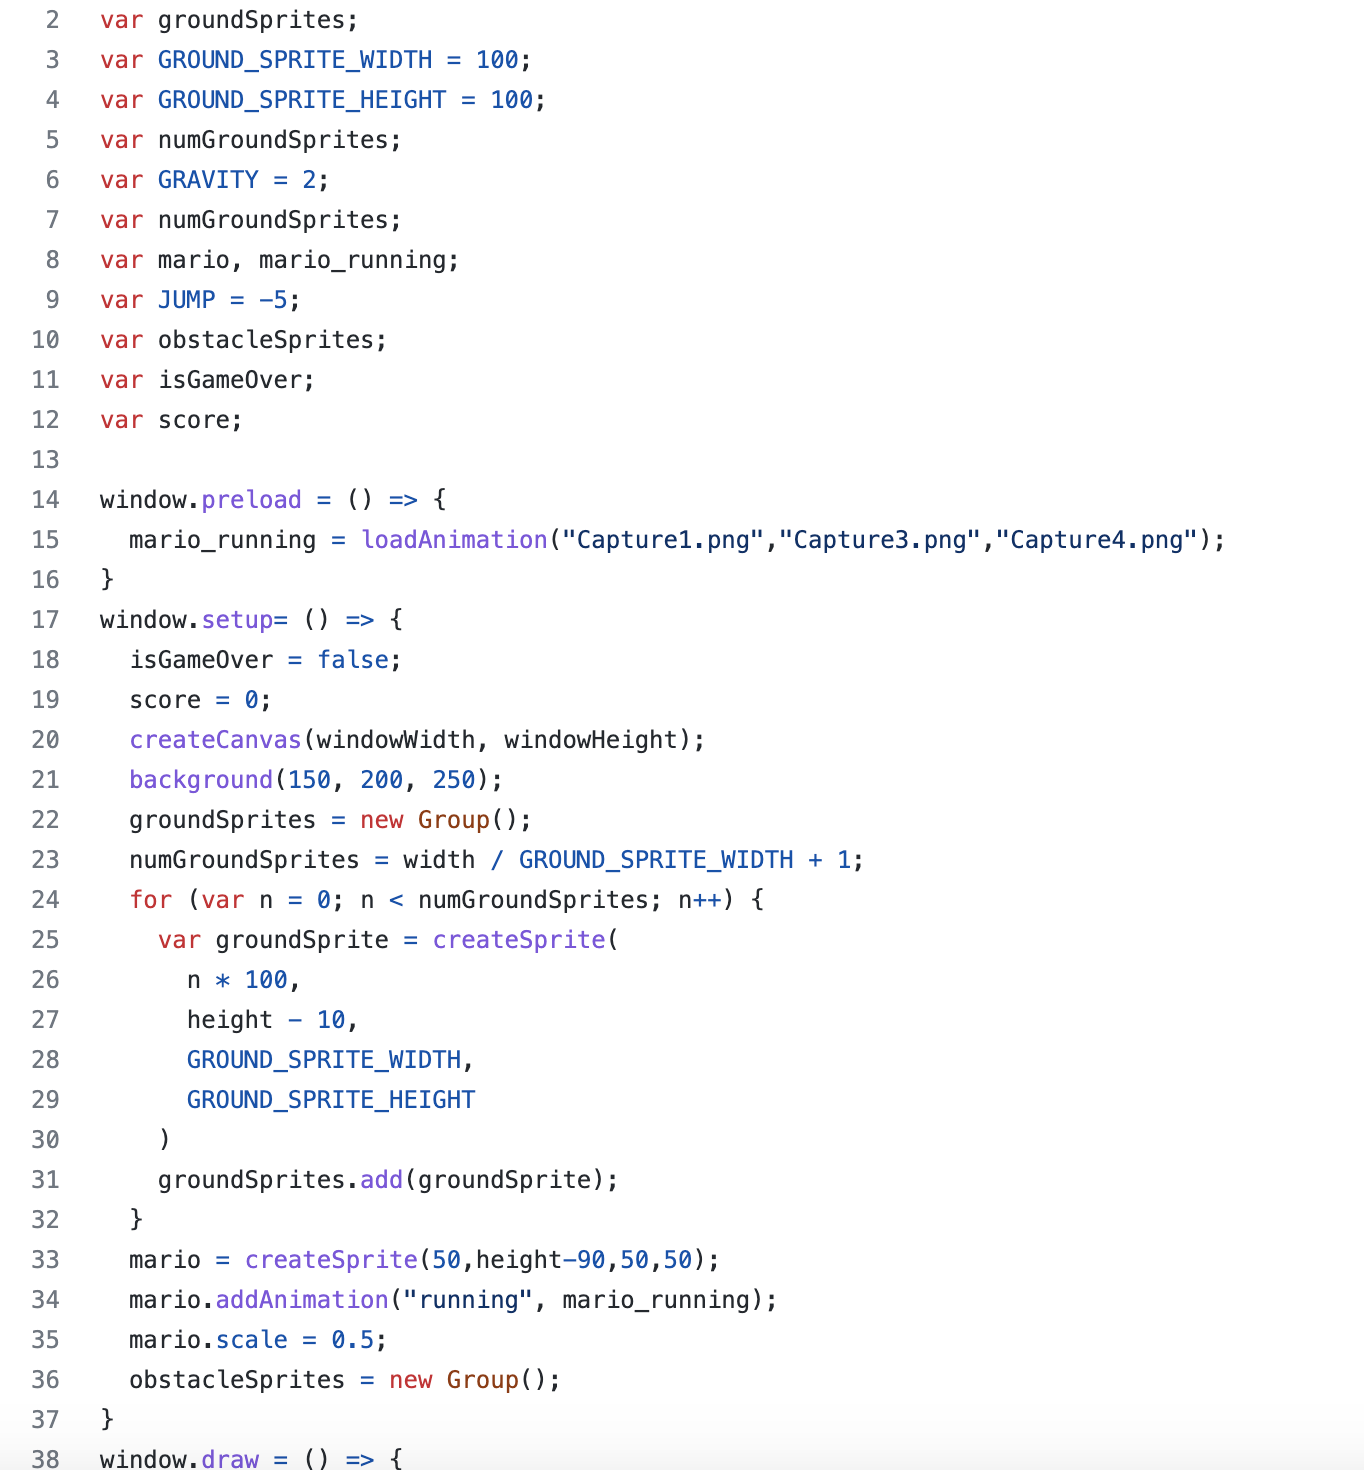 2 var groundSprites;
3 var GROUND_SPRITE_WIDTH = 100;
4 var GROUND_SPRITE_HEIGHT = 100;
5 var numGroundSprites;
6 var GRAVITY = 2;
7 var numGroundSprites;
8 var mario, mario_running;
9 var JUMP = -5;
10 var obstacleSprites;
11 var isGameOver;
12 var score;
13
14 window.preload = () => {
15   mario_running = loadAnimation("Capture1.png","Capture3.png","Capture4.png");
16 }
17 window.setup= () => {
18   isGameOver = false;
19   score = 0;
20   createCanvas(windowWidth, windowHeight);
21   background(150, 200, 250);
22   groundSprites = new Group();
23   numGroundSprites = width / GROUND_SPRITE_WIDTH + 1;
24   for (var n = 0; n < numGroundSprites; n++) {
25     var groundSprite = createSprite(
26       n * 100,
27       height - 10,
28       GROUND_SPRITE_WIDTH,
29       GROUND_SPRITE_HEIGHT
30     )
31     groundSprites.add(groundSprite);
32   }
33   mario = createSprite(50,height-90,50,50);
34   mario.addAnimation("running", mario_running);
35   mario.scale = 0.5;
36   obstacleSprites = new Group();
37 }
38 window.draw = () => {